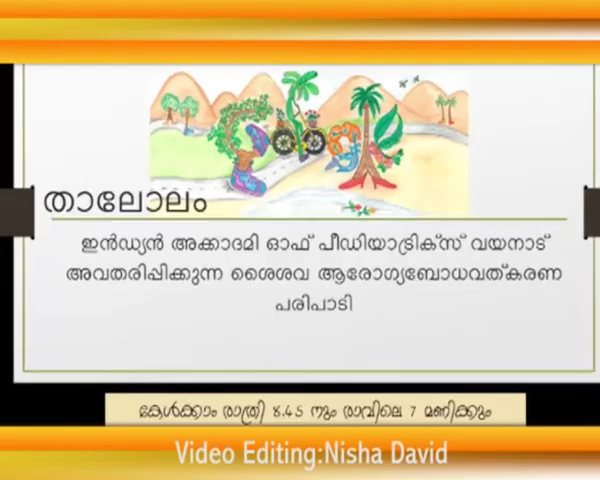 Google
താലോലം
ഇൻഡ്യൻ അക്കാദമി ഓഫ് പീഡിയാട്രിക്സ് വയനാട്
അവതരിപ്പിക്കുന്ന ശൈശവ ആരോഗ്യബോധവത്കരണ
പരിപാടി
കേൾക്കാം രാത്രി 8.45 നും രാവിലെ 7 മണിക്കും
Video Editing:Nisha David